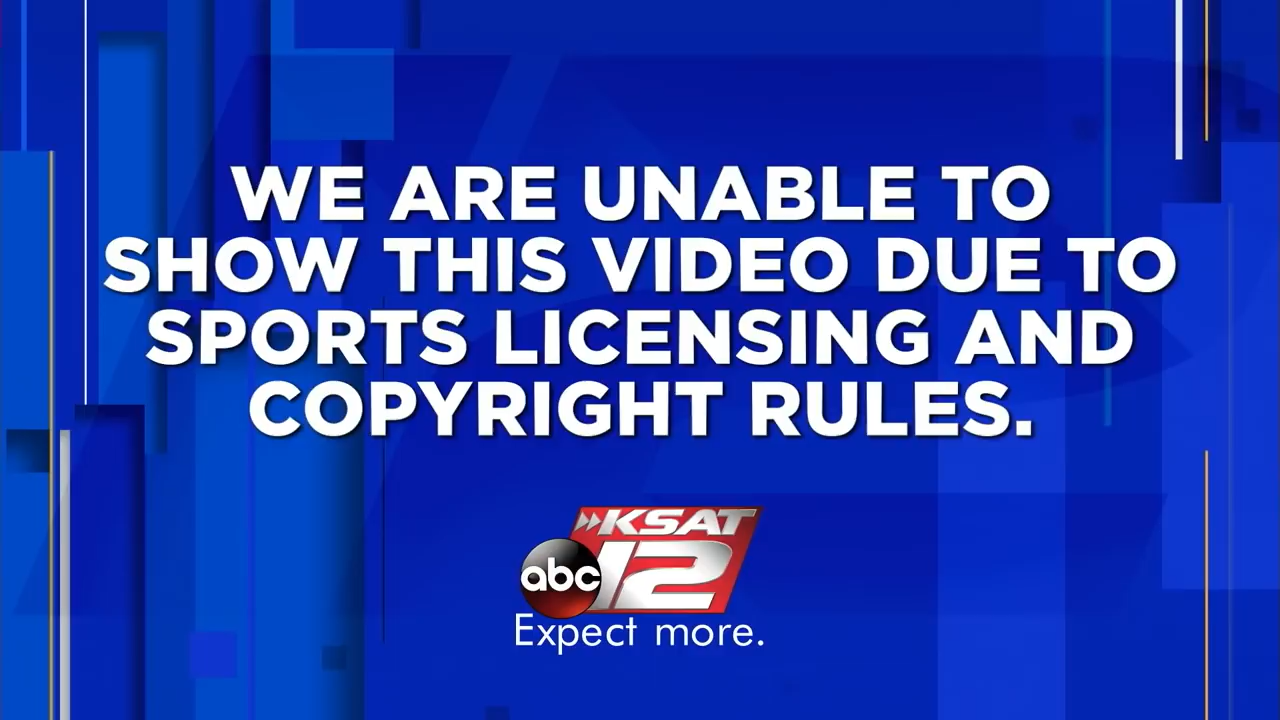 WE ARE UNABLE TO
SHOW THIS VIDEO DUE TO
SPORTS LICENSING AND
COPYRIGHT RULES.
KSAT
abc 12
Expect more.